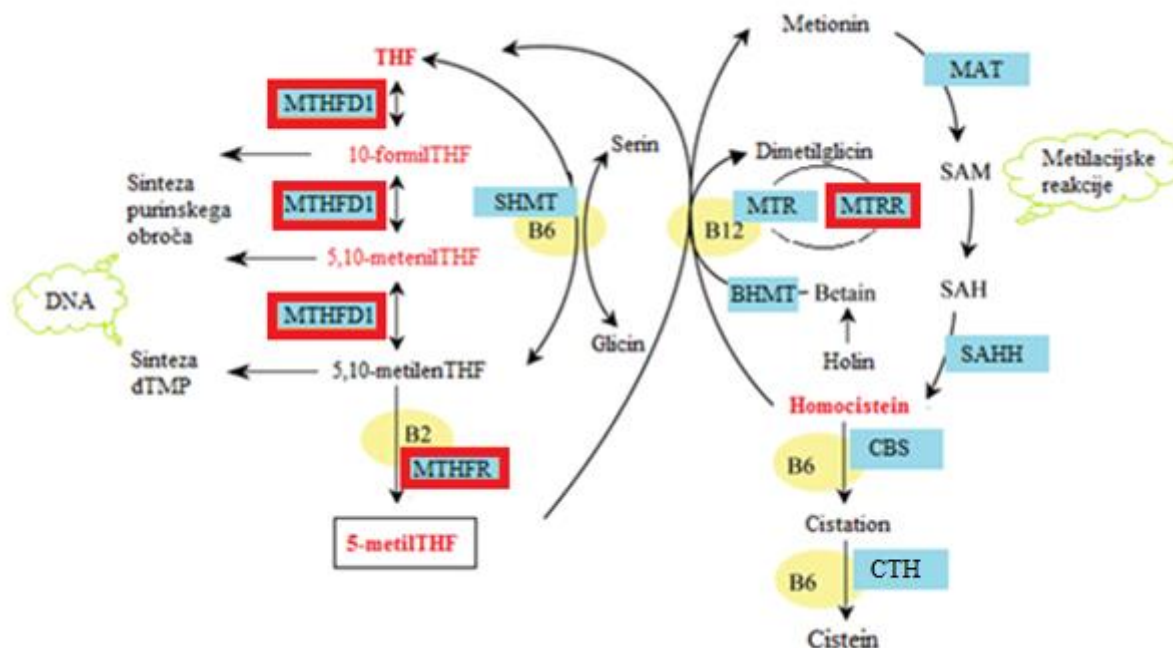 THF
MTHFD1
10-formilTHF
Sinteza
purinskega
obroča
MTHFD1
5,10-metenilTHF
DNA
MTHFD1
Sinteza
dTMP
5,10-metilenTHF
B2
MTHFR
5-metilTHF
SHMT
B6
Serin
Glicin
Metionin
MAT
Dimetilglicin
MTR
MTRR
B12
SAM
Metilacijske
reakcije
BHMT
Betain
SAH
Holin
SAHH
Homocistein
CBS
B6
Cistation
CTH
B6
Cistein